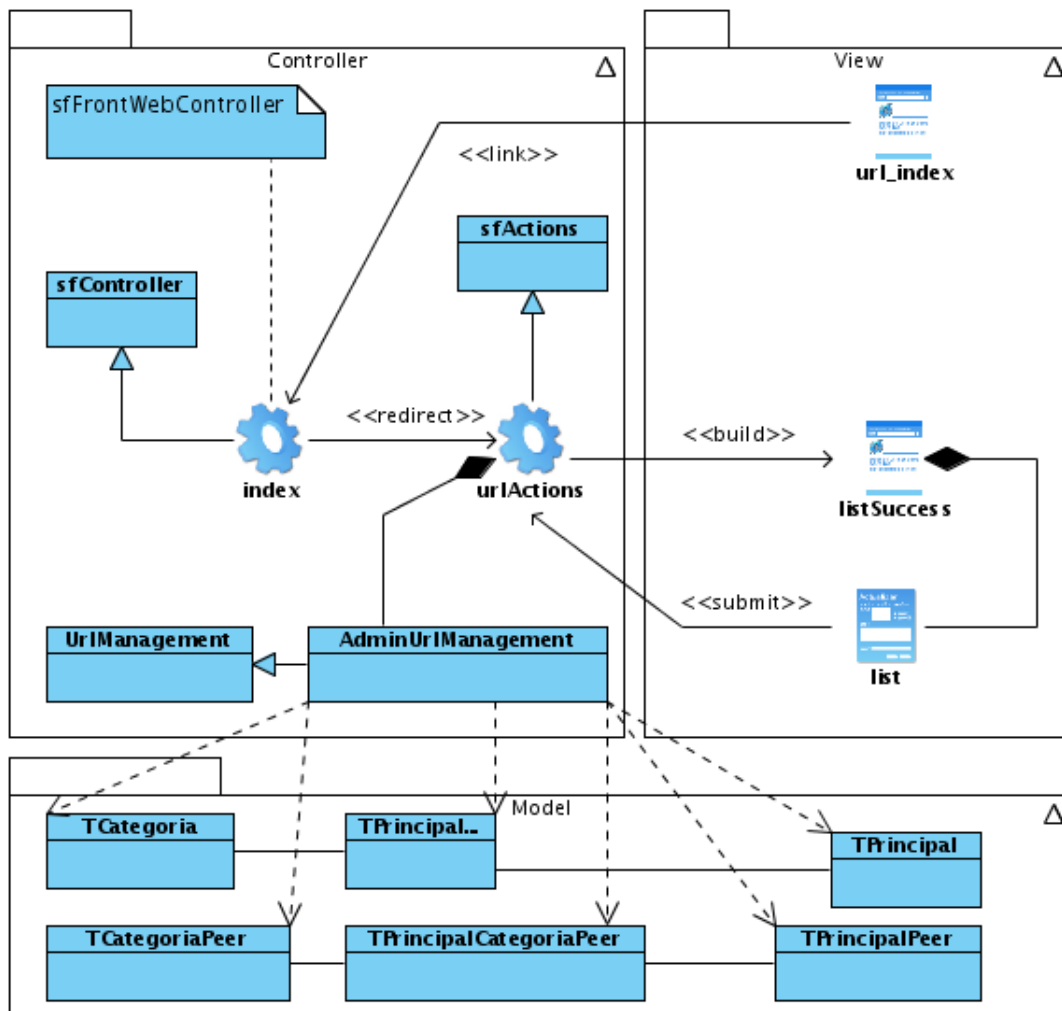 Controller
View
sfFrontWebController
<<link>>
url_index
sfActions
sfController
<<redirect>>
<<build>>
index
urlActions
listSuccess
<<submit>>
UrlManagement
AdminUrlManagement
list
Model
TCategoria
TPrincipal...
TPrincipal
TCategoriaPeer
TPrincipalCategoriaPeer
TPrincipalPeer